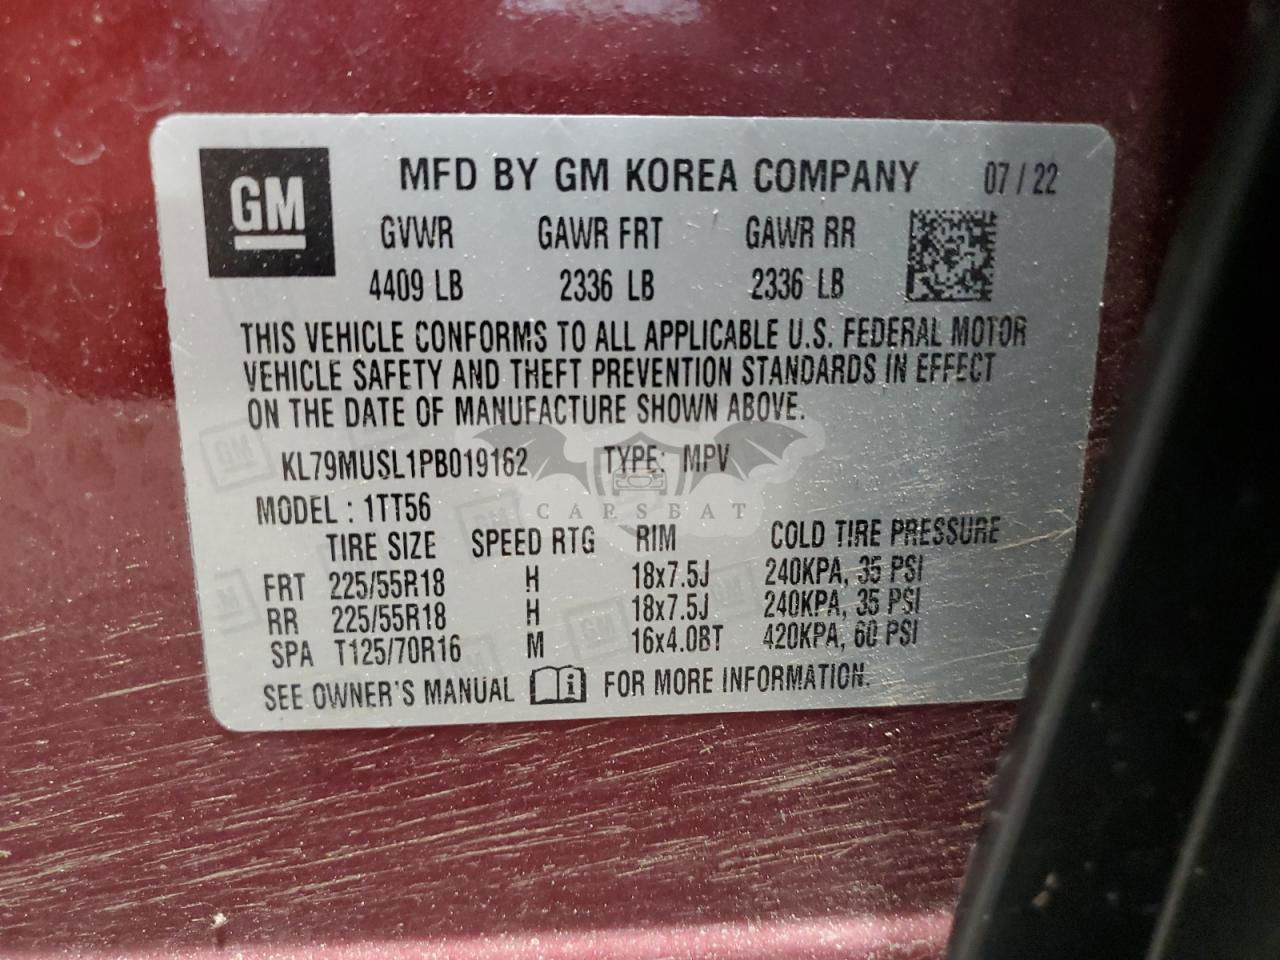 GM MFD BY GM KOREA COMPANY 07 / 22
GVWR GAWR FRT GAWR RR
4409 LB 2336 LB 2336 LB
THIS VEHICLE CONFORMS TO ALL APPLICABLE U.S. FEDERAL MOTOR
VEHICLE SAFETY AND THEFT PREVENTION STANDARDS IN EFFECT
ON THE DATE OF MANUFACTURE SHOWN ABOVE.
KL79MUSL1PB019162 TYPE: MPV
CARSBAT
MODEL : 1TT56
TIRE SIZE SPEED RTG RIM COLD TIRE PRESSURE
FRT 225/55R18 H 18x7.5J 240KPA, 35 PSI
RR 225/55R18 H 18x7.5J 240KPA, 35 PSI
SPA T125/70R16 M 16x4.0BT 420KPA, 60 PSI
SEE OWNER'S MANUAL i FOR MORE INFORMATION.